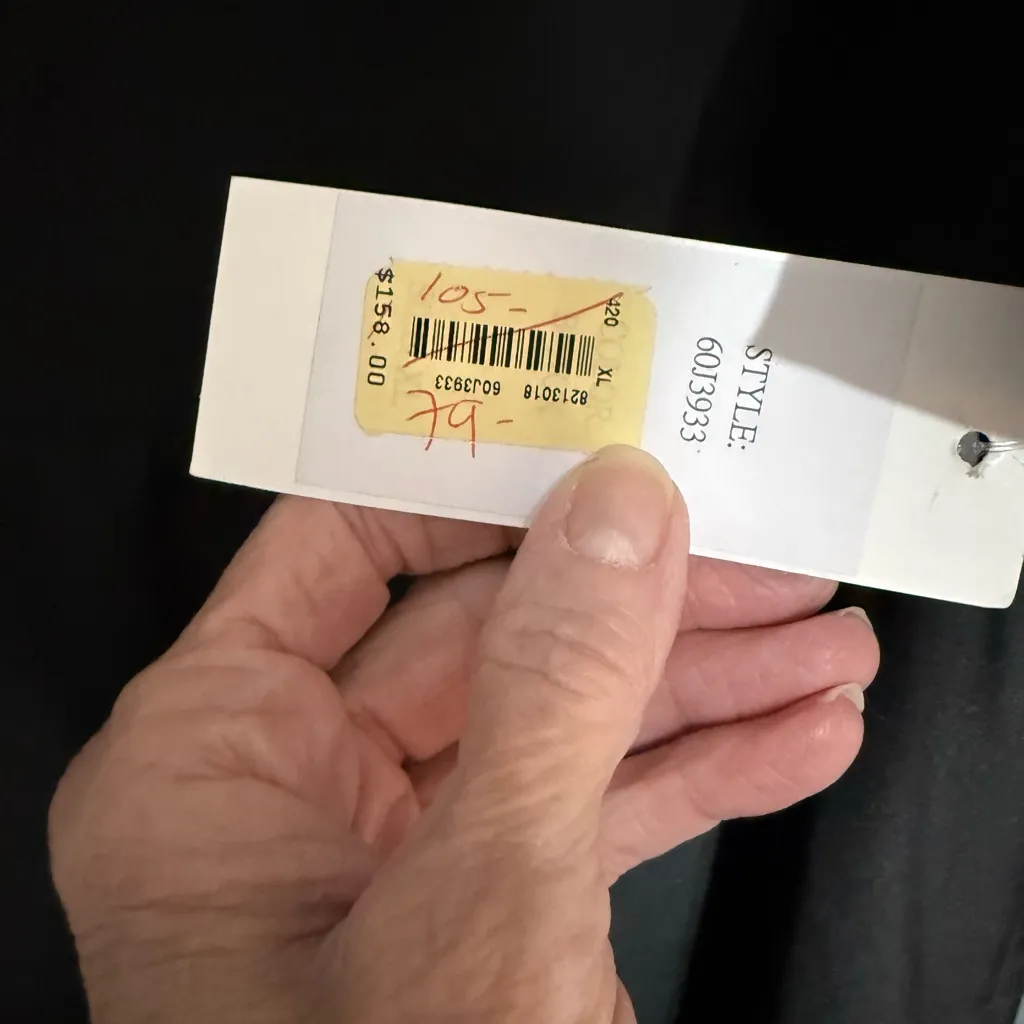 105-
420
XL
8213018 60J3933
79-
$158.00
STYLE:
60J3933